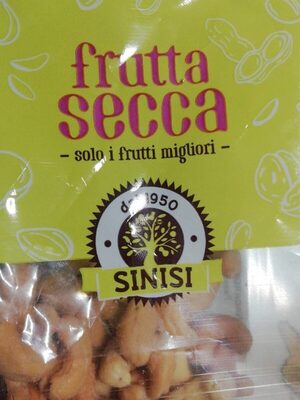 frutta
secca
- solo i frutti migliori -
dal 1950
SINISI